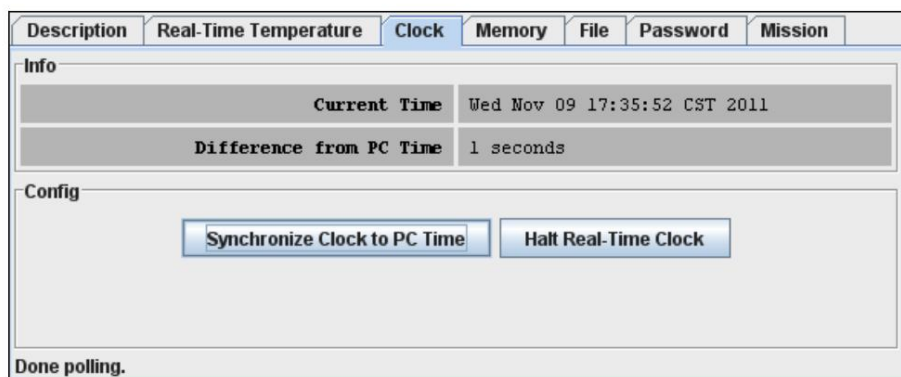 Description Real-Time Temperature Clock Memory File Password Mission
Info
Current Time Wed Nov 09 17:35:52 CST 2011
Difference from PC Time 1 seconds
Config
Synchronize Clock to PC Time Halt Real-Time Clock
Done polling.